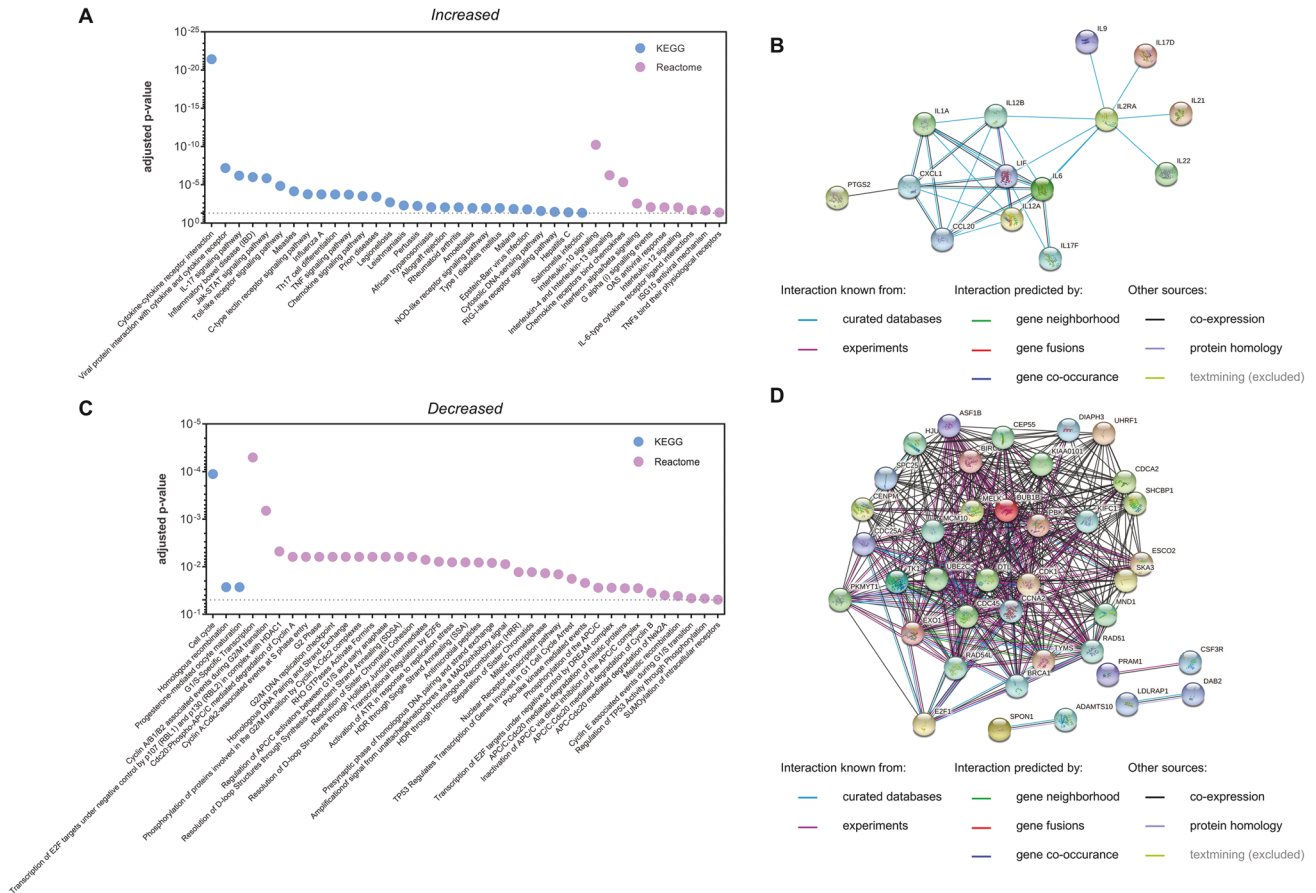 A
Increased
adjusted p-value
10-25
10-20
10-15
10-10
10-5
100
KEGG
Reactome
Cytokine-cytokine receptor interaction
Viral protein interaction with cytokine and cytokine receptor
IL-17 signaling pathway
Inflammatory bowel disease (IBD)
Jak-STAT signaling pathway
Toll-like receptor signaling pathway
Measles
C-type lectin receptor signaling pathway
Influenza A
Th17 cell differentiation
TNF signaling pathway
Chemokine signaling pathway
Prion diseases
Legionellosis
Leishmaniasis
Pertussis
African trypanosomiasis
Allograft rejection
Rheumatoid arthritis
Amoebiasis
NOD-like receptor signaling pathway
Type I diabetes mellitus
Malaria
Epstein-Barr virus infection
Cytosolic DNA-sensing pathway
RIG-I-like receptor signaling pathway
Hepatitis C
Salmonella infection
Interleukin-10 signaling
Interleukin-4 and Interleukin-13 signaling
Chemokine receptors bind chemokines
Interferon alpha/beta signaling
G alpha (i) signalling events
OAS antiviral response
Interleukin-12 signaling
IL-6-type cytokine receptor ligand interactions
ISG15 antiviral mechanism
TNFs bind their physiological receptors
B
IL9
IL17D
IL2RA
IL21
IL22
IL1A
IL12B
LIF
IL6
CXCL1
PTGS2
IL12A
CCL20
IL17F
Interaction known from:
curated databases
experiments
Interaction predicted by:
gene neighborhood
gene fusions
gene co-occurance
Other sources:
co-expression
protein homology
textmining (excluded)
C
Decreased
adjusted p-value
10-5
10-4
10-3
10-2
10-1
KEGG
Reactome
Cell cycle
Homologous recombination
Progesterone-mediated oocyte maturation
G1/S-Specific Transcription
Cyclin A/B1/B2 associated events during G2/M transition
Transcription of E2F targets under negative control by p107 (RBL1) and p130 (RBL2) in complex with HDAC1
Cdc20:Phospho-APC/C mediated degradation of Cyclin A
Cyclin A:Cdk2-associated events at S phase entry
G2 Phase
G2/M DNA replication checkpoint
Homologous DNA Pairing and Strand Exchange
Phosphorylation of proteins involved in the G2/M transition by Cyclin A:Cdc2 complexes
RHO GTPases Activate Formins
Regulation of APC/C activators between G1/S and early anaphase
Resolution of D-loop Structures through Synthesis-Dependent Strand Annealing (SDSA)
Resolution of Sister Chromatid Cohesion
Resolution of D-loop Structures through Holliday Junction Intermediates
Transcriptional Regulation by E2F6
Activation of ATR in response to replication stress
HDR through Single Strand Annealing (SSA)
Antimicrobial peptides
Presynaptic phase of homologous DNA pairing and strand exchange
Amplificationof signal from unattachedkinetochores via a MAD2inhibitory signal
HDR through Homologous Recombination (HRR)
Separation of Sister Chromatids
Mitotic Prometaphase
Nuclear Receptor transcription pathway
TP53 Regulates Transcription of Genes Involved in G1 Cell Cycle Arrest
Polo-like kinase mediated events
Phosphorylation of the APC/C
Transcription of E2F targets under negative control by DREAM complex
APC/C:Cdc20 mediated degradation of mitotic proteins
Inactivation of APC/C via direct inhibition of the APC/C complex
APC/C:Cdc20 mediated degradation of Cyclin B
APC-Cdc20 mediated degradation of Nek2A
Meiotic recombination
Cyclin E associated events during G1/S transition
Regulation of TP53 Activity through Phosphorylation
SUMOylation of intracellular receptors
D
ASF1B
DIAPH3
UHRF1
CEP55
KIAA0101
SPC25
CDCA2
SHCBP1
CENPM
MELK
BUB1B
PBK
KIFC1
MCM10
CDC25A
ESCO2
SKA3
UBE2C
CDK1
PKMYT1
CCNA2
CDC45
MND1
EXO1
RAD51
TYMS
RAD54L
BRCA1
E2F1
PRAM1
CSF3R
LDLRAP1
DAB2
SPON1
ADAMTS10
Interaction known from:
curated databases
experiments
Interaction predicted by:
gene neighborhood
gene fusions
gene co-occurance
Other sources:
co-expression
protein homology
textmining (excluded)